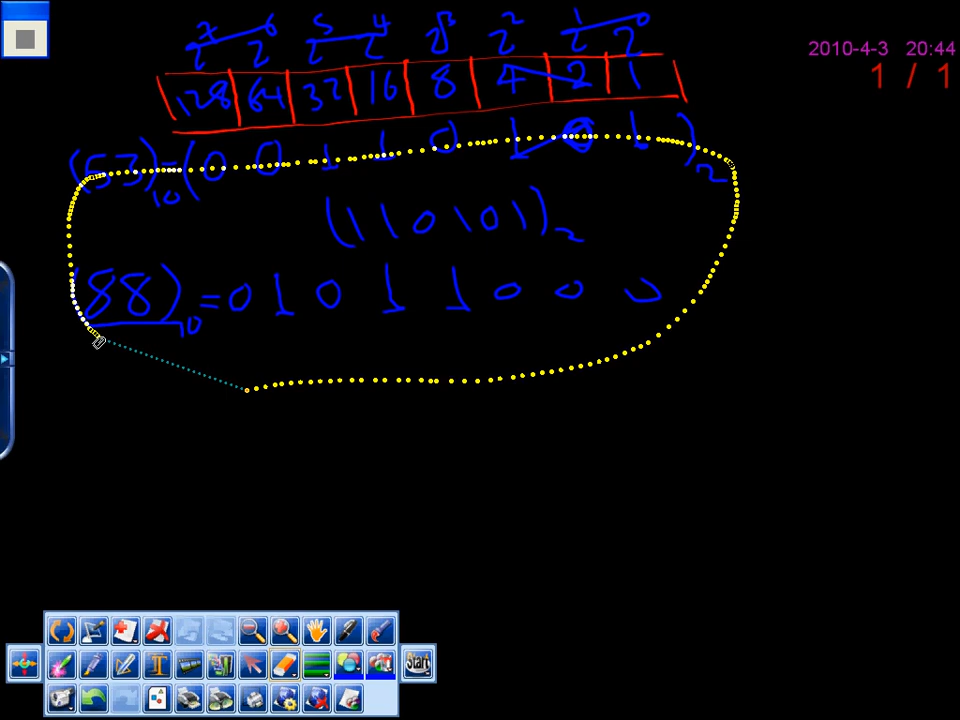 2⁷ 2⁶ 2⁵ 2⁴ 2³ 2² 2¹ 2⁰
2010-4-3 20:44
1 / 1
128 64 32 16 8 4 2 1
(53)₁₀=(0 0 1 1 0 1 0 1)₂
(110101)₂
(88)₁₀=0 1 0 1 1 0 0 0
Start